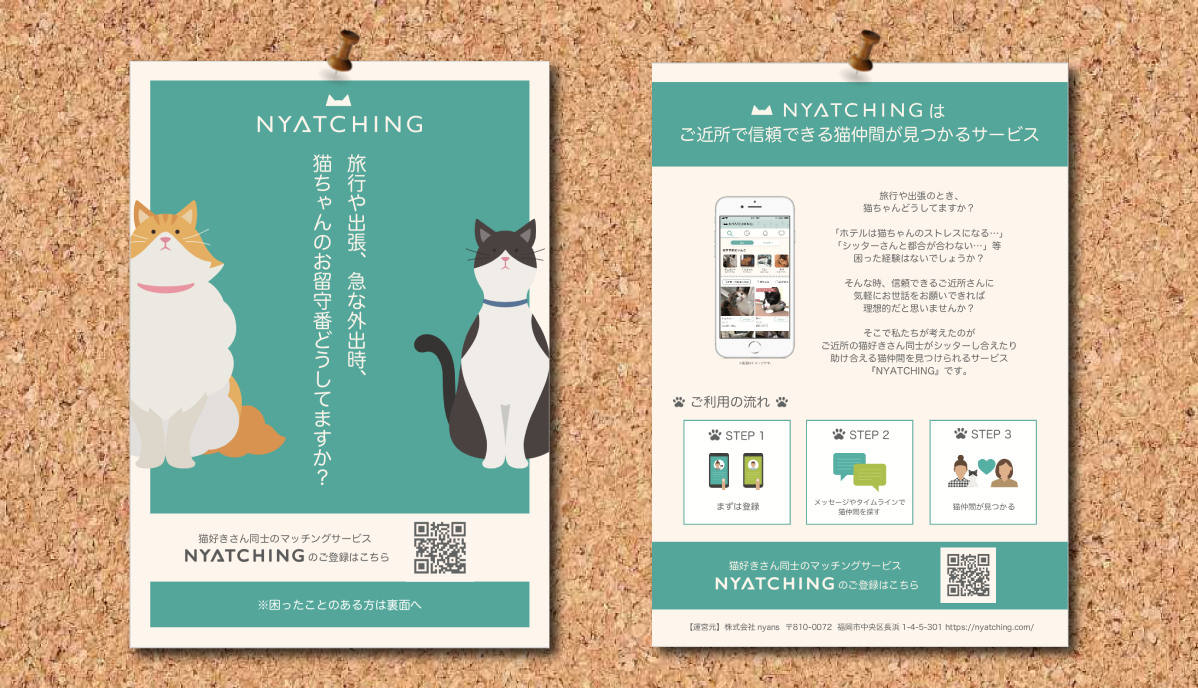 NYATCHING
旅行や出張、急な外出時、
猫ちゃんのお留守番どうしてますか？
猫好きさん同士のマッチングサービス
NYATCHINGのご登録はこちら
※困ったことのある方は裏面へ
NYATCHINGは
ご近所で信頼できる猫仲間が見つかるサービス
NYATCHING
旅行や出張のとき、
猫ちゃんどうしてますか？
「ホテルは猫ちゃんのストレスになる…」
「シッターさんと都合が合わない…」等
困った経験はないでしょうか？
そんな時、信頼できるご近所さんに
気軽にお世話をお願いできれば
理想的だと思いませんか？
そこで私たちが考えたのが
ご近所の猫好きさん同士がシッターし合えたり
助け合える猫仲間を見つけられるサービス
『NYATCHING』です。
ご利用の流れ
STEP 1
まずは登録
STEP 2
メッセージやタイムラインで
猫仲間を探す
STEP 3
猫仲間が見つかる
猫好きさん同士のマッチングサービス
NYATCHINGのご登録はこちら
【運営元】株式会社 nyans 〒810-0072 福岡市中央区長浜 1-4-5-301 https://nyatching.com/